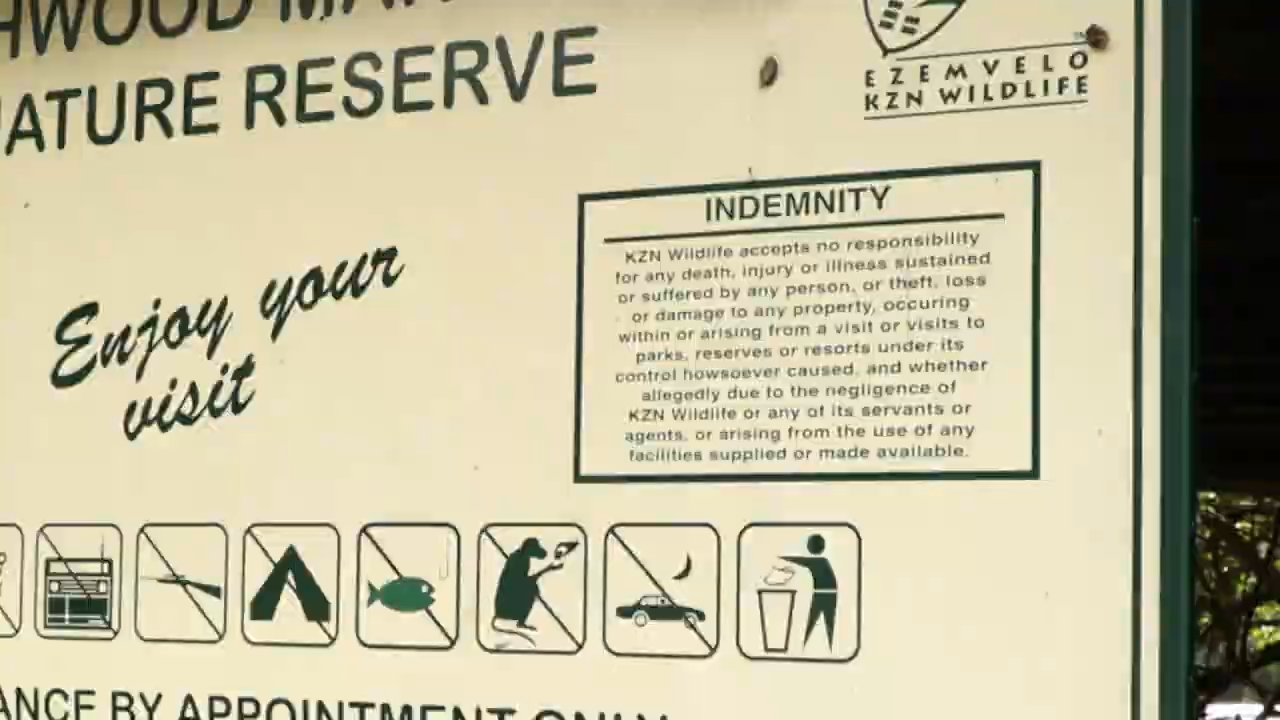 HWOOD MA
NATURE RESERVE
EZEMVELO
KZN WILDLIFE
Enjoy your
visit
INDEMNITY
KZN Wildlife accepts no responsibility
for any death, injury or illness sustained
or suffered by any person, or theft, loss
or damage to any property, occuring
within or arising from a visit or visits to
parks, reserves or resorts under its
control howsoever caused, and whether
allegedly due to the negligence of
KZN Wildlife or any of its servants or
agents, or arising from the use of any
facilities supplied or made available.
ANCE BY APPOINTMENT ONLY